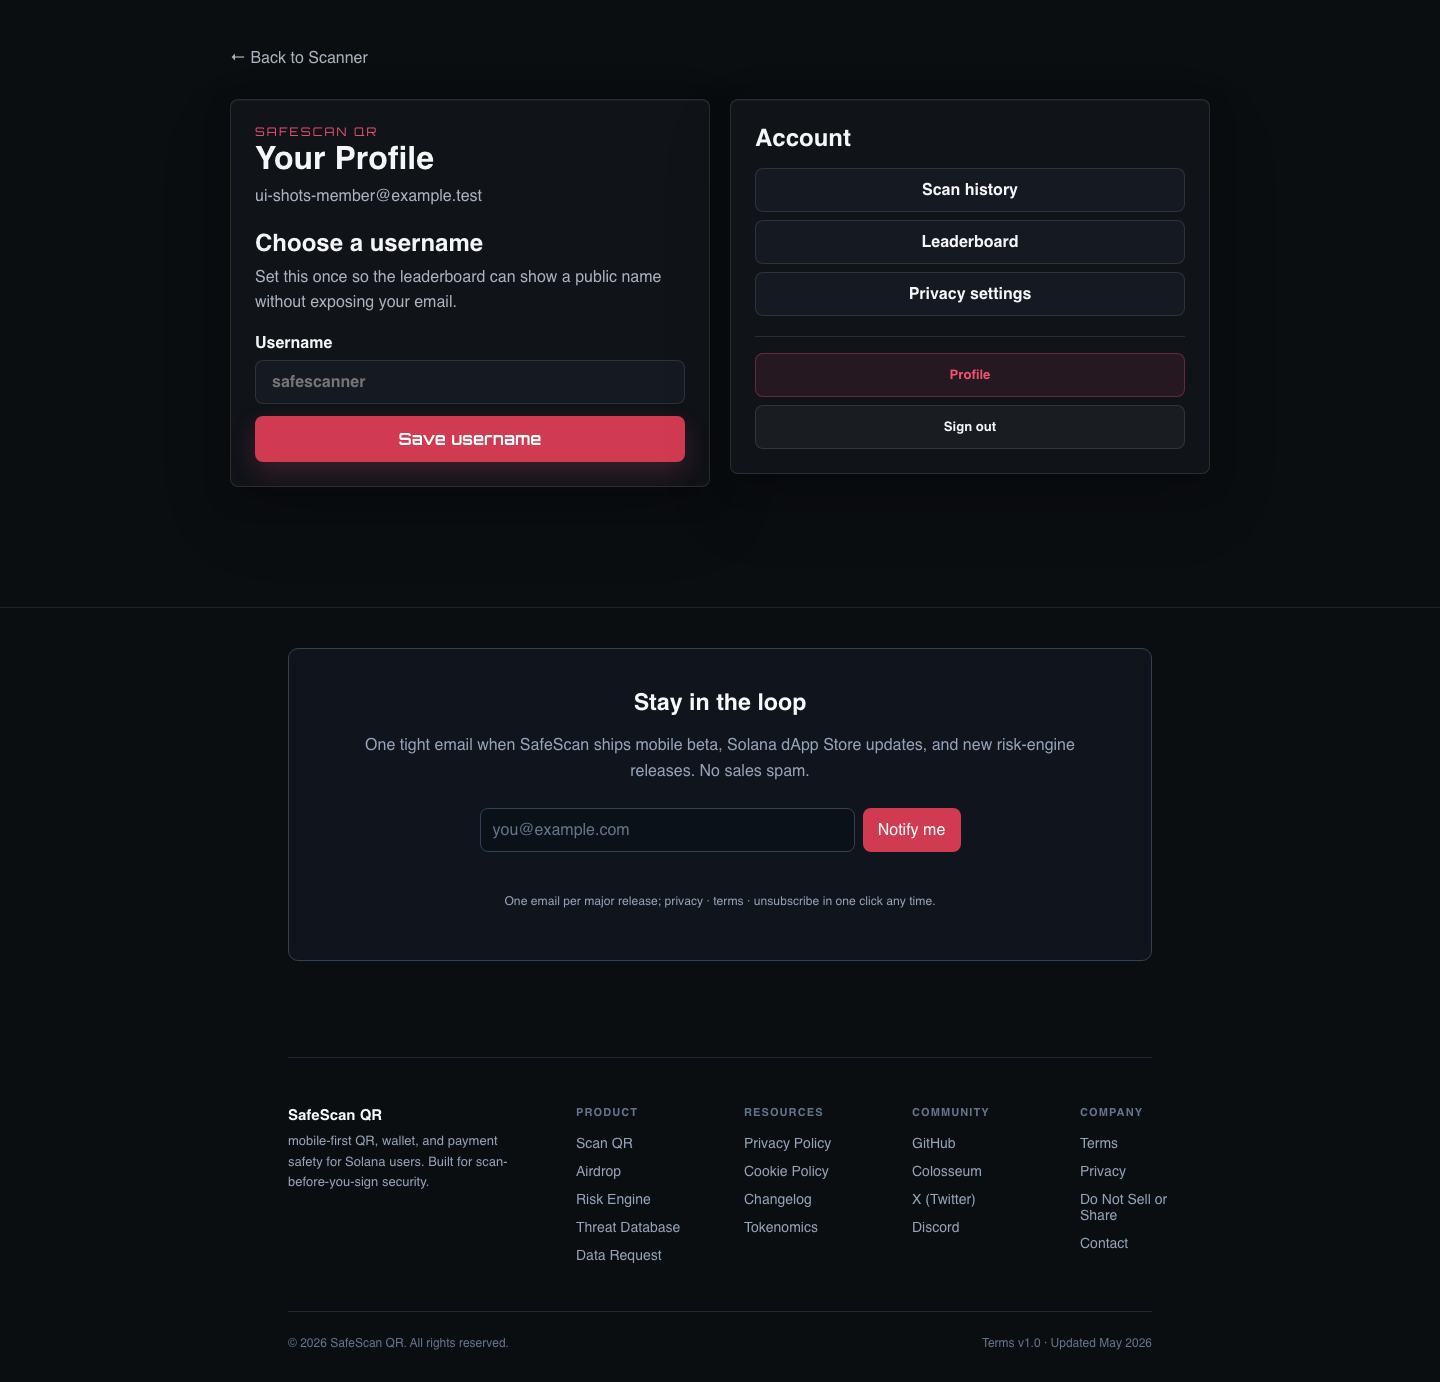 ← Back to Scanner
SAFESCAN QR
Your Profile
ui-shots-member@example.test
Choose a username
Set this once so the leaderboard can show a public name
without exposing your email.
Username
safescanner
Save username
Account
Scan history
Leaderboard
Privacy settings
Profile
Sign out
Stay in the loop
One tight email when SafeScan ships mobile beta, Solana dApp Store updates, and new risk-engine
releases. No sales spam.
you@example.com
Notify me
One email per major release; privacy · terms · unsubscribe in one click any time.
SafeScan QR
mobile-first QR, wallet, and payment
safety for Solana users. Built for scan-
before-you-sign security.
PRODUCT
Scan QR
Airdrop
Risk Engine
Threat Database
Data Request
RESOURCES
Privacy Policy
Cookie Policy
Changelog
Tokenomics
COMMUNITY
GitHub
Colosseum
X (Twitter)
Discord
COMPANY
Terms
Privacy
Do Not Sell or
Share
Contact
© 2026 SafeScan QR. All rights reserved.
Terms v1.0 · Updated May 2026